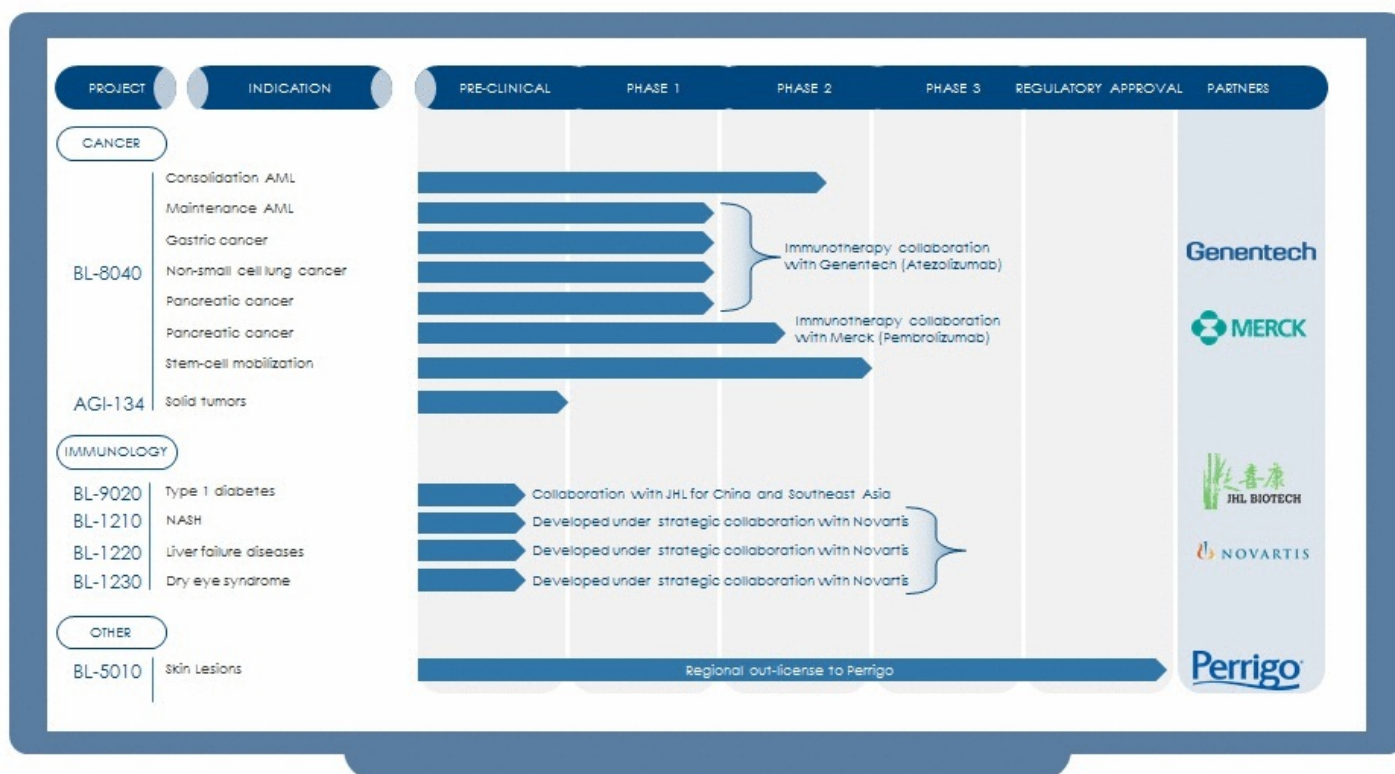 PROJECT INDICATION PRE-CLINICAL PHASE 1 PHASE 2 PHASE 3 REGULATORY APPROVAL PARTNERS
CANCER
BL-8040
Consolidation AML
Maintenance AML
Gastric cancer
Non-small cell lung cancer
Pancreatic cancer
Immunotherapy collaboration
with Genentech (Atezolizumab)
Genentech
Pancreatic cancer
Immunotherapy collaboration
with Merck (Pembrolizumab)
MERCK
Stem-cell mobilization
AGI-134 Solid tumors
IMMUNOLOGY
BL-9020 Type 1 diabetes Collaboration with JHL for China and Southeast Asia
喜康
JHL BIOTECH
BL-1210 NASH Developed under strategic collaboration with Novartis
BL-1220 Liver failure diseases Developed under strategic collaboration with Novartis
NOVARTIS
BL-1230 Dry eye syndrome Developed under strategic collaboration with Novartis
OTHER
BL-5010 Skin Lesions Regional out-license to Perrigo
Perrigo